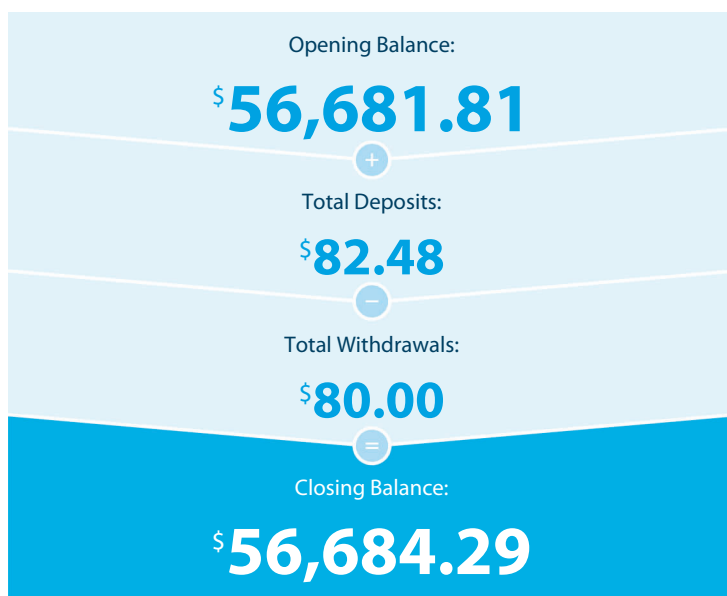 Opening Balance:
$56,681.81
+
Total Deposits:
$82.48
−
Total Withdrawals:
$80.00
=
Closing Balance:
$56,684.29